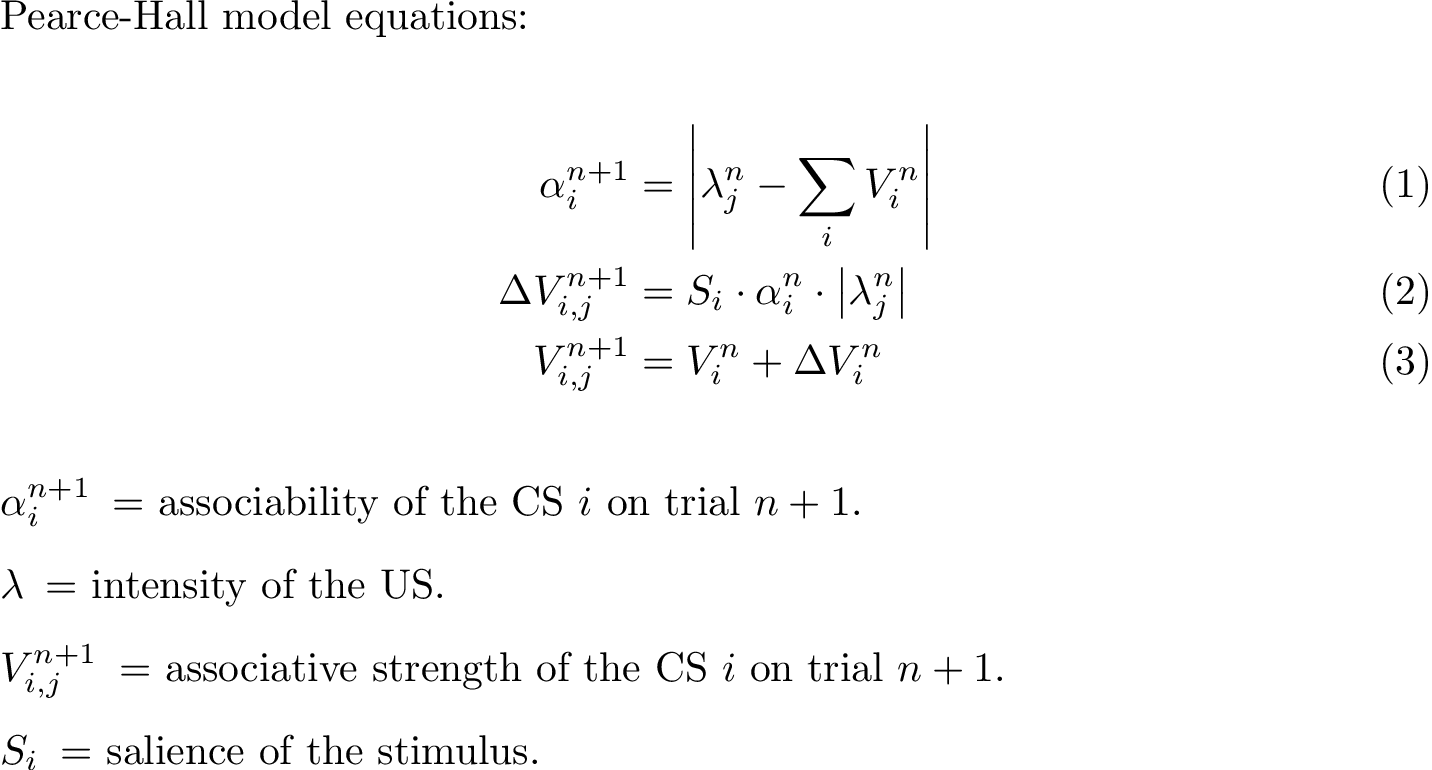 Pearce-Hall model equations:
$\alpha_i^{n+1} = \left| \lambda_j^n - \sum_i V_i^n \right|$ (1)
$\Delta V_{i,j}^{n+1} = S_i \cdot \alpha_i^n \cdot \left| \lambda_j^n \right|$ (2)
$V_{i,j}^{n+1} = V_i^n + \Delta V_i^n$ (3)
$\alpha_i^{n+1}$ = associability of the CS $i$ on trial $n + 1$.
$\lambda$ = intensity of the US.
$V_{i,j}^{n+1}$ = associative strength of the CS $i$ on trial $n + 1$.
$S_i$ = salience of the stimulus.